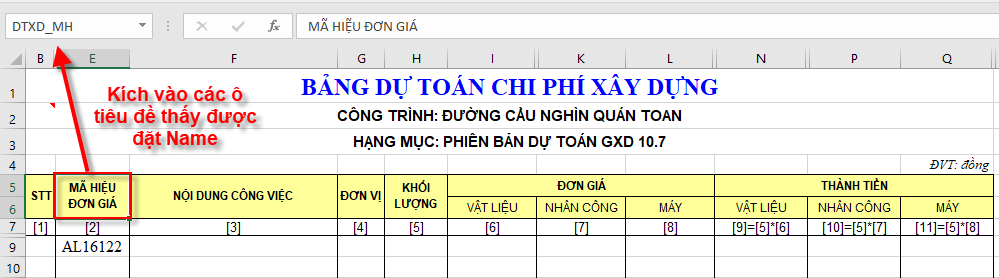 DTXD_MH
MÃ HIỆU ĐƠN GIÁ
B E F G H I K L N P Q
1 BẢNG DỰ TOÁN CHI PHÍ XÂY DỰNG
2 CÔNG TRÌNH: ĐƯỜNG CẦU NGHÌN QUÁN TOAN
3 HẠNG MỤC: PHIÊN BẢN DỰ TOÁN GXD 10.7
Kích vào các ô
tiêu đề thấy được
đặt Name
4 ĐVT: đồng
5 STT MÃ HIỆU ĐƠN GIÁ NỘI DUNG CÔNG VIỆC ĐƠN VỊ KHỐI LƯỢNG ĐƠN GIÁ THÀNH TIỀN
6 VẬT LIỆU NHÂN CÔNG MÁY VẬT LIỆU NHÂN CÔNG MÁY
7 [1] [2] [3] [4] [5] [6] [7] [8] [9]=[5]*[6] [10]=[5]*[7] [11]=[5]*[8]
9 AL16122
10